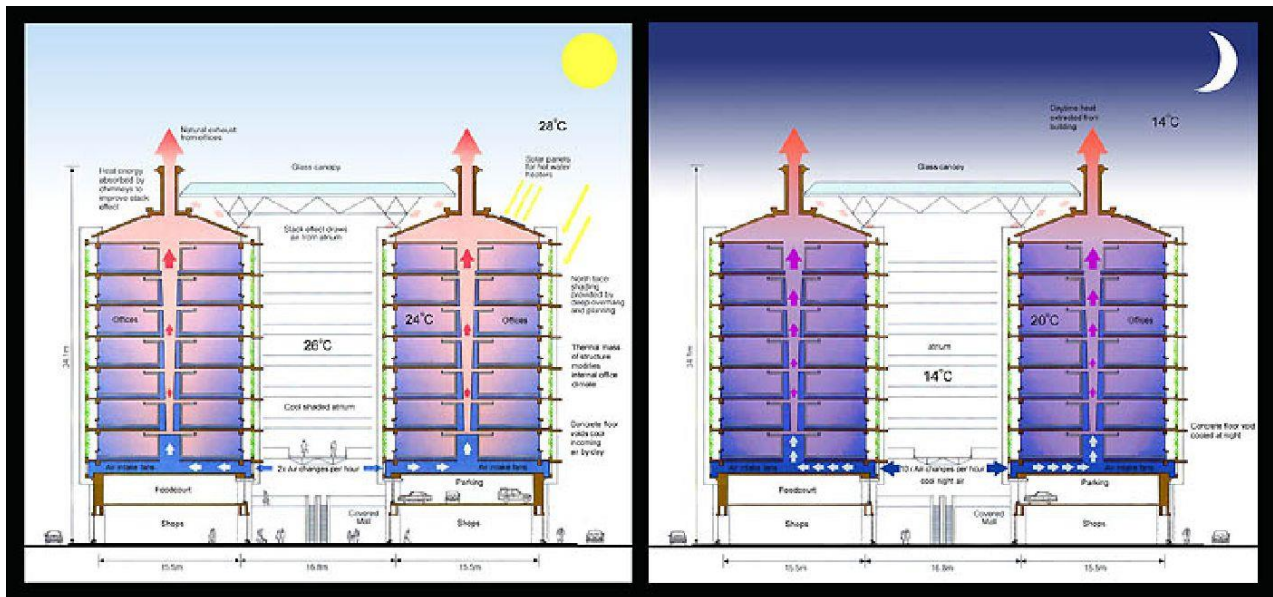 Natural exhaust
from offices
28°C
Heat energy
absorbed by
chimneys to
improve stack
effect
Glass canopy
Solar panels
for hot water
heaters
Stack effect draws
air from atrium
North face
shading
provided by
deep overhang
and planning
Offices
24°C
Offices
26°C
Thermal mass
of structure
modifies
internal office
climate
Cool shaded atrium
Concrete floor
voids cool
incoming
air by day
Air intake fans
2x Air changes per hour
Air intake fans
Foodcourt
Parking
Shops
Covered
Mall
Shops
15.5m
16.8m
15.5m
Daytime heat
extracted from
building
14°C
Glass canopy
20°C
Offices
atrium
14°C
Concrete floor void
cooled at night
Air intake fans
10x Air changes per hour
cool night air
Air intake fans
Foodcourt
Parking
Shops
Covered
Mall
Shops
15.5m
16.8m
15.5m